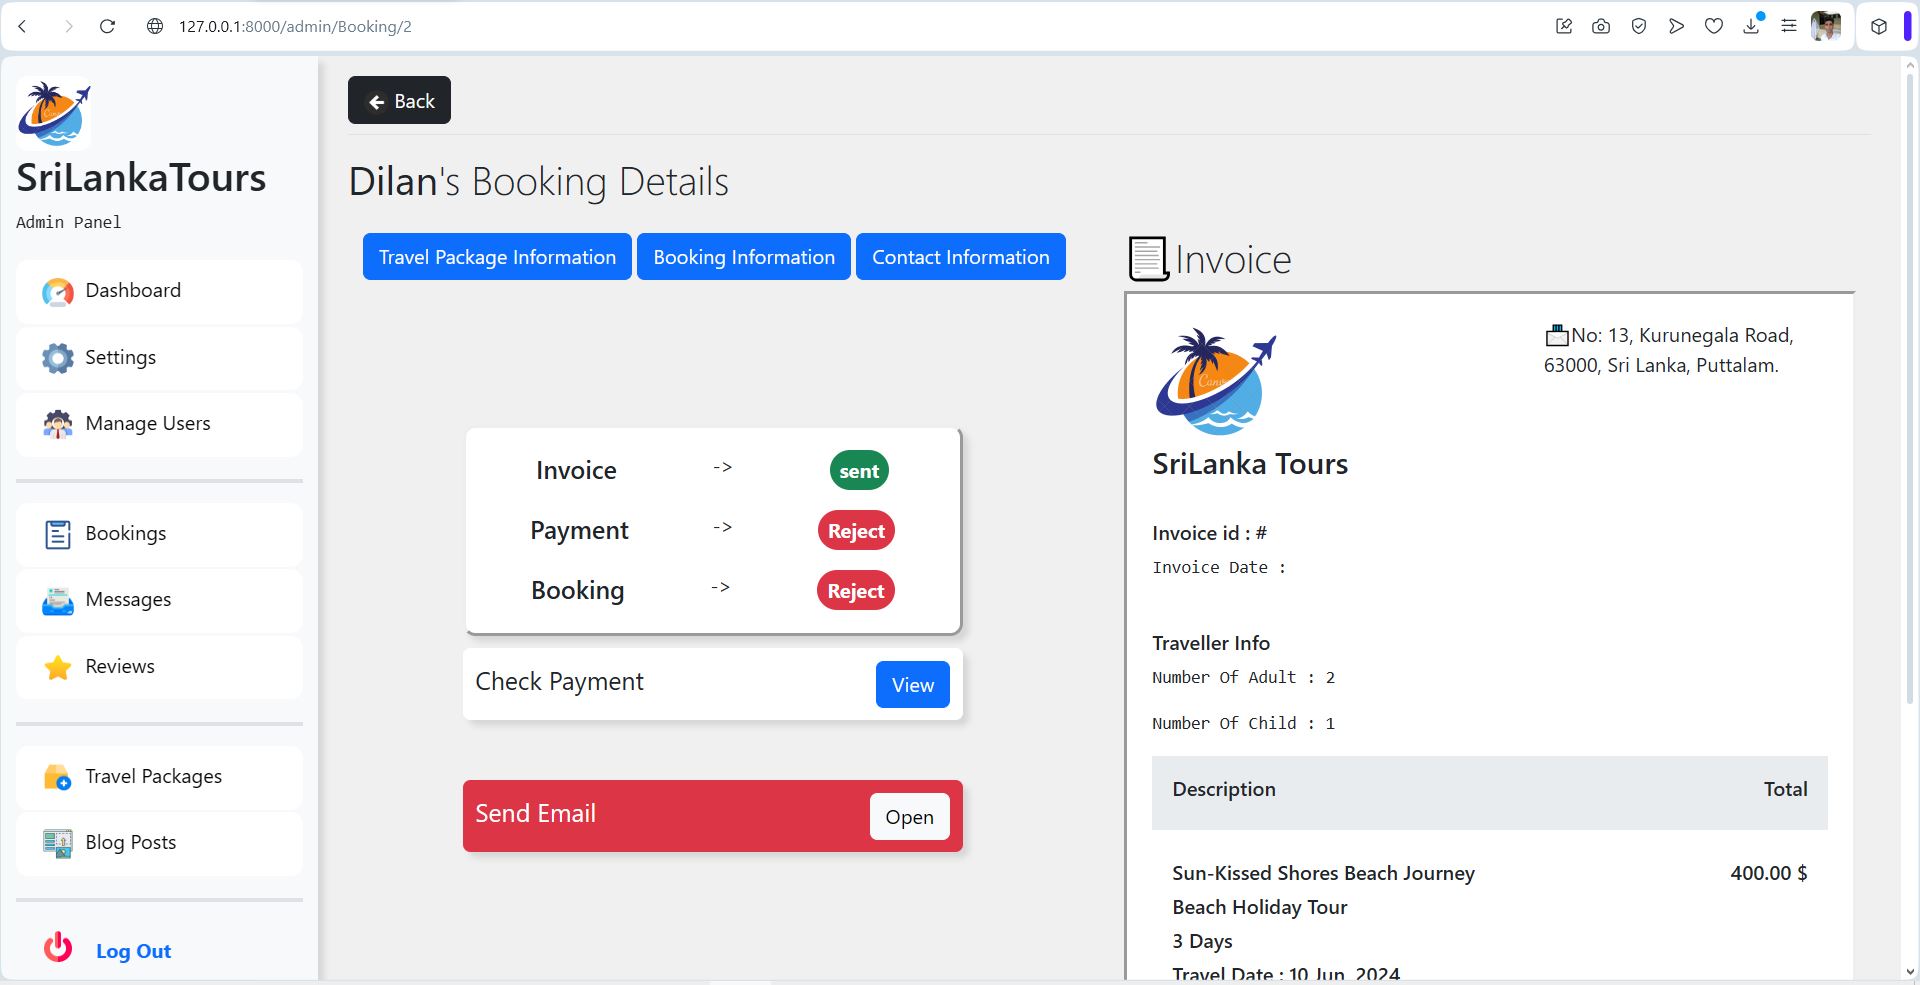 127.0.0.1:8000/admin/Booking/2
SriLankaTours
Admin Panel
Dashboard
Settings
Manage Users
Bookings
Messages
Reviews
Travel Packages
Blog Posts
Log Out
Back
Dilan's Booking Details
Travel Package Information
Booking Information
Contact Information
Invoice -> sent
Payment -> Reject
Booking -> Reject
Check Payment View
Send Email Open
Invoice
Canva
No: 13, Kurunegala Road,
63000, Sri Lanka, Puttalam.
SriLanka Tours
Invoice id : #
Invoice Date :
Traveller Info
Number Of Adult : 2
Number Of Child : 1
Description Total
Sun-Kissed Shores Beach Journey 400.00 $
Beach Holiday Tour
3 Days
Travel Date : 10 Jun, 2024